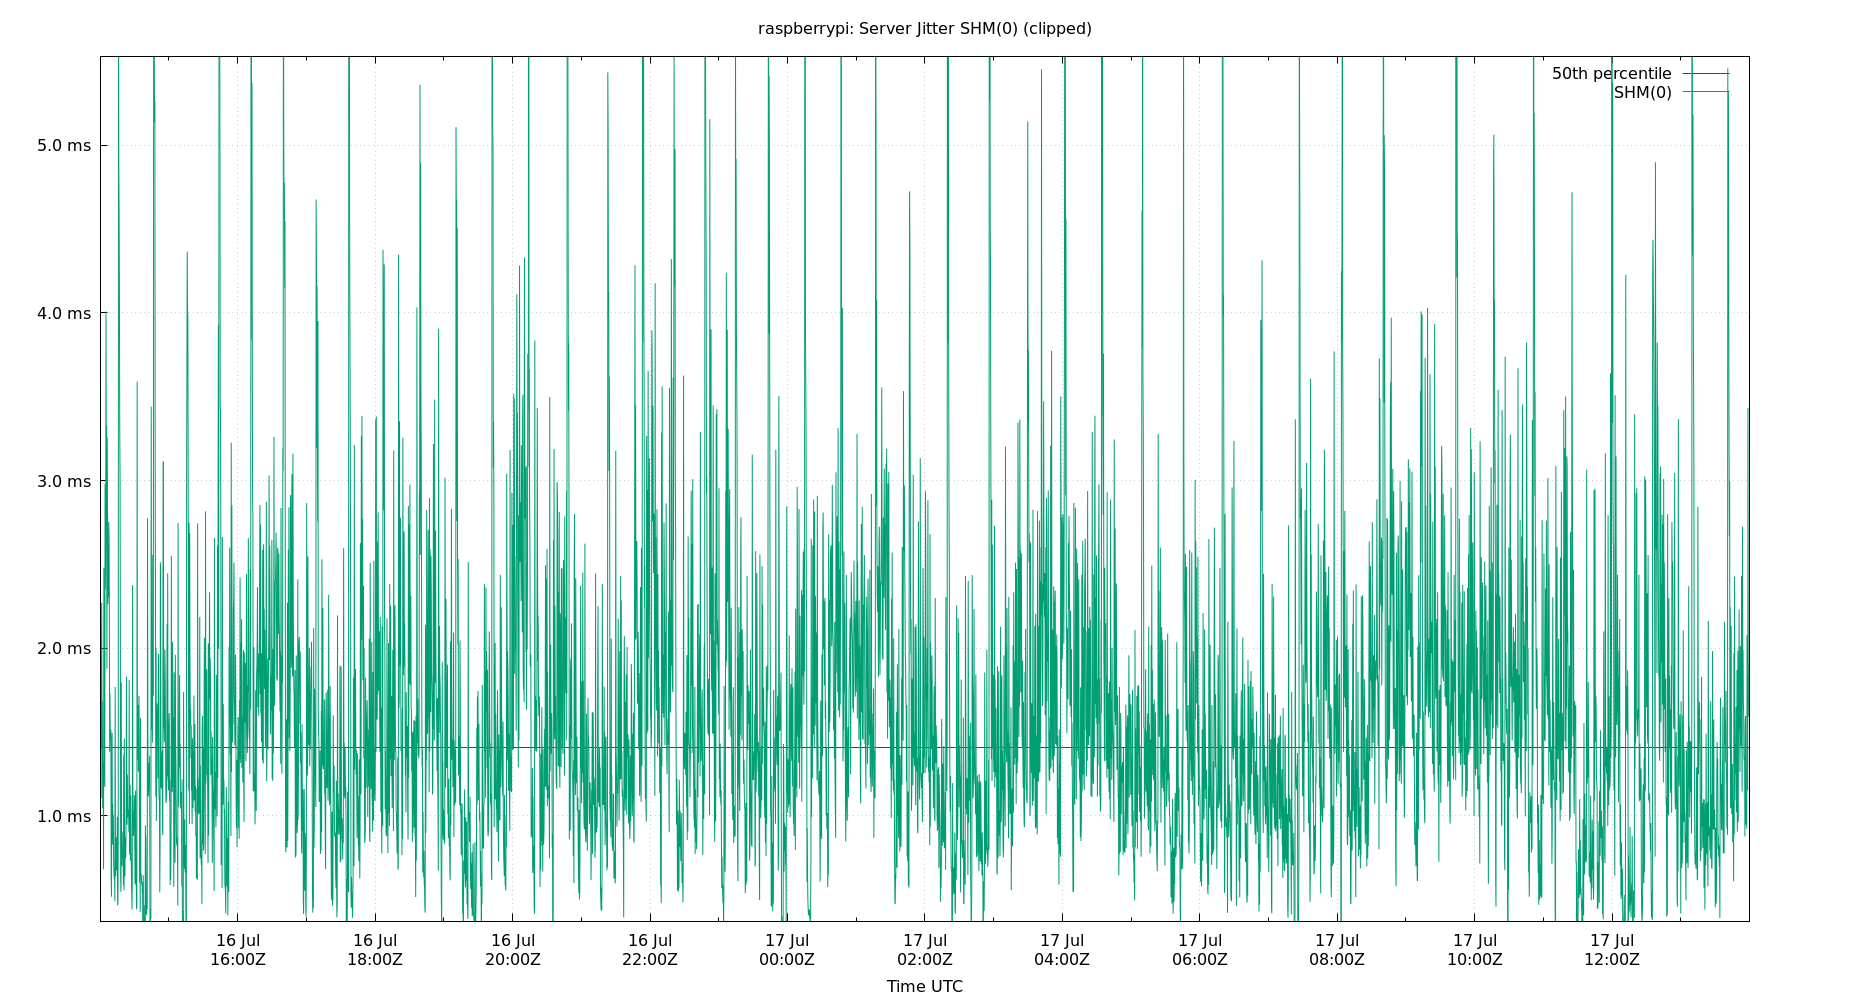 raspberrypi: Server Jitter SHM(0) (clipped)
50th percentile
SHM(0)
5.0 ms
4.0 ms
3.0 ms
2.0 ms
1.0 ms
16 Jul 16 Jul 16 Jul 16 Jul 17 Jul 17 Jul 17 Jul 17 Jul 17 Jul 17 Jul 17 Jul
16:00Z 18:00Z 20:00Z 22:00Z 00:00Z 02:00Z 04:00Z 06:00Z 08:00Z 10:00Z 12:00Z
Time UTC